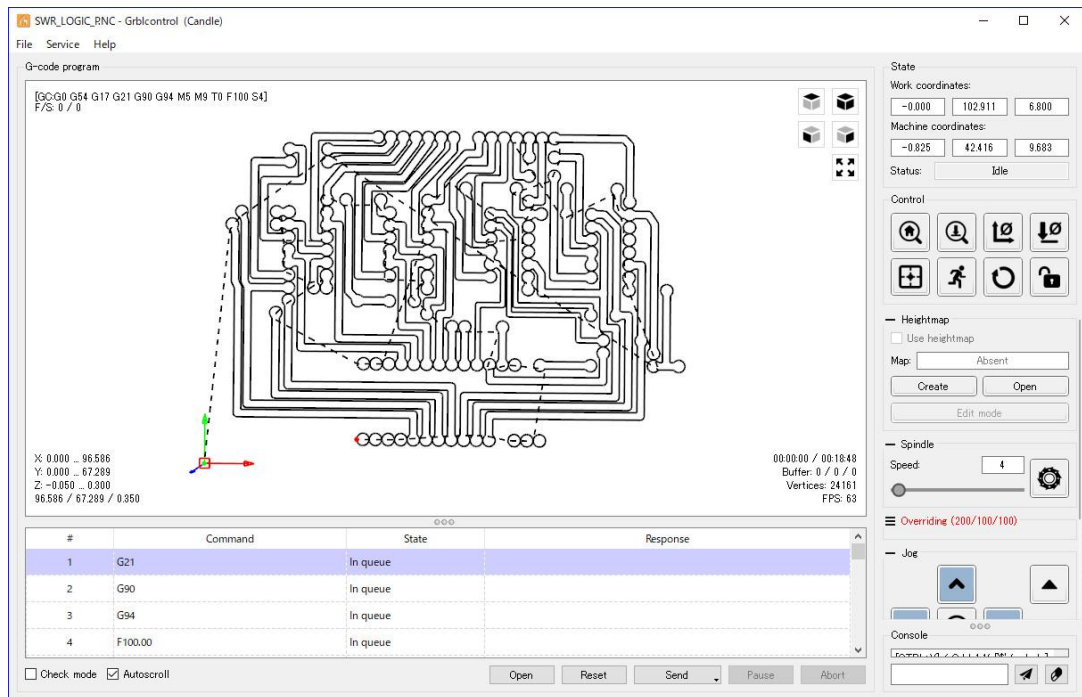 SWR_LOGIC_P.NC - Grblcontrol (Candle)
File Service Help
G-code program
[GC:G0 G54 G17 G21 G90 G94 M5 M9 T0 F100 S4]
F/S: 0 / 0
X: 0.000 ... 96.586
Y: 0.000 ... 67.289
Z: -0.050 ... 0.300
96.586 / 67.289 / 0.350
00:00:00 / 00:18:48
Buffer: 0 / 0 / 0
Vertices: 24161
FPS: 63
# Command State Response
1 G21 In queue
2 G90 In queue
3 G94 In queue
4 F100.00 In queue
Check mode Autoscroll Open Reset Send Pause Abort
State
Work coordinates:
-0.000 102.911 6.800
Machine coordinates:
-0.825 42.416 9.683
Status: Idle
Control
Heightmap
Use heightmap
Map: Absent
Create Open
Edit mode
Spindle
Speed: 4
Overriding (200/100/100)
Jog
Console